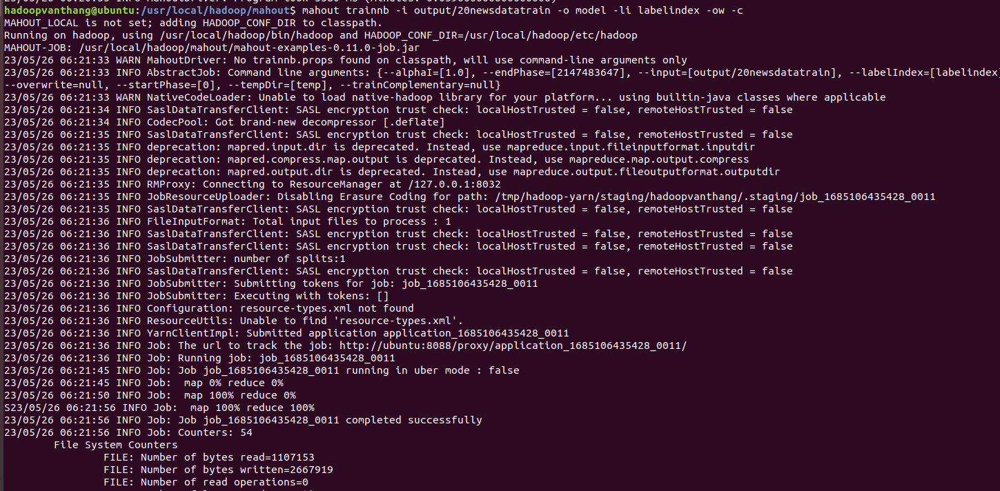 hadoopvanthang@ubuntu:/usr/local/hadoop/mahout$ mahout trainnb -i output/20newsdatatrain -o model -li labelindex -ow -c
MAHOUT_LOCAL is not set; adding HADOOP_CONF_DIR to classpath.
Running on hadoop, using /usr/local/hadoop/bin/hadoop and HADOOP_CONF_DIR=/usr/local/hadoop/etc/hadoop
MAHOUT-JOB: /usr/local/hadoop/mahout/mahout-examples-0.11.0-job.jar
23/05/26 06:21:33 WARN MahoutDriver: No trainnb.props found on classpath, will use command-line arguments only
23/05/26 06:21:33 INFO AbstractJob: Command line arguments: {--alphaI=[1.0], --endPhase=[2147483647], --input=[output/20newsdatatrain], --labelIndex=[labelindex]
--overwrite=null, --startPhase=[0], --tempDir=[temp], --trainComplementary=null}
23/05/26 06:21:33 WARN NativeCodeLoader: Unable to load native-hadoop library for your platform... using builtin-java classes where applicable
23/05/26 06:21:34 INFO SaslDataTransferClient: SASL encryption trust check: localHostTrusted = false, remoteHostTrusted = false
23/05/26 06:21:34 INFO CodecPool: Got brand-new decompressor [.deflate]
23/05/26 06:21:35 INFO SaslDataTransferClient: SASL encryption trust check: localHostTrusted = false, remoteHostTrusted = false
23/05/26 06:21:35 INFO deprecation: mapred.input.dir is deprecated. Instead, use mapreduce.input.fileinputformat.inputdir
23/05/26 06:21:35 INFO deprecation: mapred.compress.map.output is deprecated. Instead, use mapreduce.map.output.compress
23/05/26 06:21:35 INFO deprecation: mapred.output.dir is deprecated. Instead, use mapreduce.output.fileoutputformat.outputdir
23/05/26 06:21:35 INFO RMProxy: Connecting to ResourceManager at /127.0.0.1:8032
23/05/26 06:21:35 INFO JobResourceUploader: Disabling Erasure Coding for path: /tmp/hadoop-yarn/staging/hadoopvanthang/.staging/job_1685106435428_0011
23/05/26 06:21:35 INFO SaslDataTransferClient: SASL encryption trust check: localHostTrusted = false, remoteHostTrusted = false
23/05/26 06:21:36 INFO FileInputFormat: Total input files to process : 1
23/05/26 06:21:36 INFO SaslDataTransferClient: SASL encryption trust check: localHostTrusted = false, remoteHostTrusted = false
23/05/26 06:21:36 INFO SaslDataTransferClient: SASL encryption trust check: localHostTrusted = false, remoteHostTrusted = false
23/05/26 06:21:36 INFO JobSubmitter: number of splits:1
23/05/26 06:21:36 INFO SaslDataTransferClient: SASL encryption trust check: localHostTrusted = false, remoteHostTrusted = false
23/05/26 06:21:36 INFO JobSubmitter: Submitting tokens for job: job_1685106435428_0011
23/05/26 06:21:36 INFO JobSubmitter: Executing with tokens: []
23/05/26 06:21:36 INFO Configuration: resource-types.xml not found
23/05/26 06:21:36 INFO ResourceUtils: Unable to find 'resource-types.xml'.
23/05/26 06:21:36 INFO YarnClientImpl: Submitted application application_1685106435428_0011
23/05/26 06:21:36 INFO Job: The url to track the job: http://ubuntu:8088/proxy/application_1685106435428_0011/
23/05/26 06:21:36 INFO Job: Running job: job_1685106435428_0011
23/05/26 06:21:45 INFO Job: Job job_1685106435428_0011 running in uber mode : false
23/05/26 06:21:45 INFO Job:  map 0% reduce 0%
23/05/26 06:21:50 INFO Job:  map 100% reduce 0%
S23/05/26 06:21:56 INFO Job:  map 100% reduce 100%
23/05/26 06:21:56 INFO Job: Job job_1685106435428_0011 completed successfully
23/05/26 06:21:56 INFO Job: Counters: 54
File System Counters
FILE: Number of bytes read=1107153
FILE: Number of bytes written=2667919
FILE: Number of read operations=0